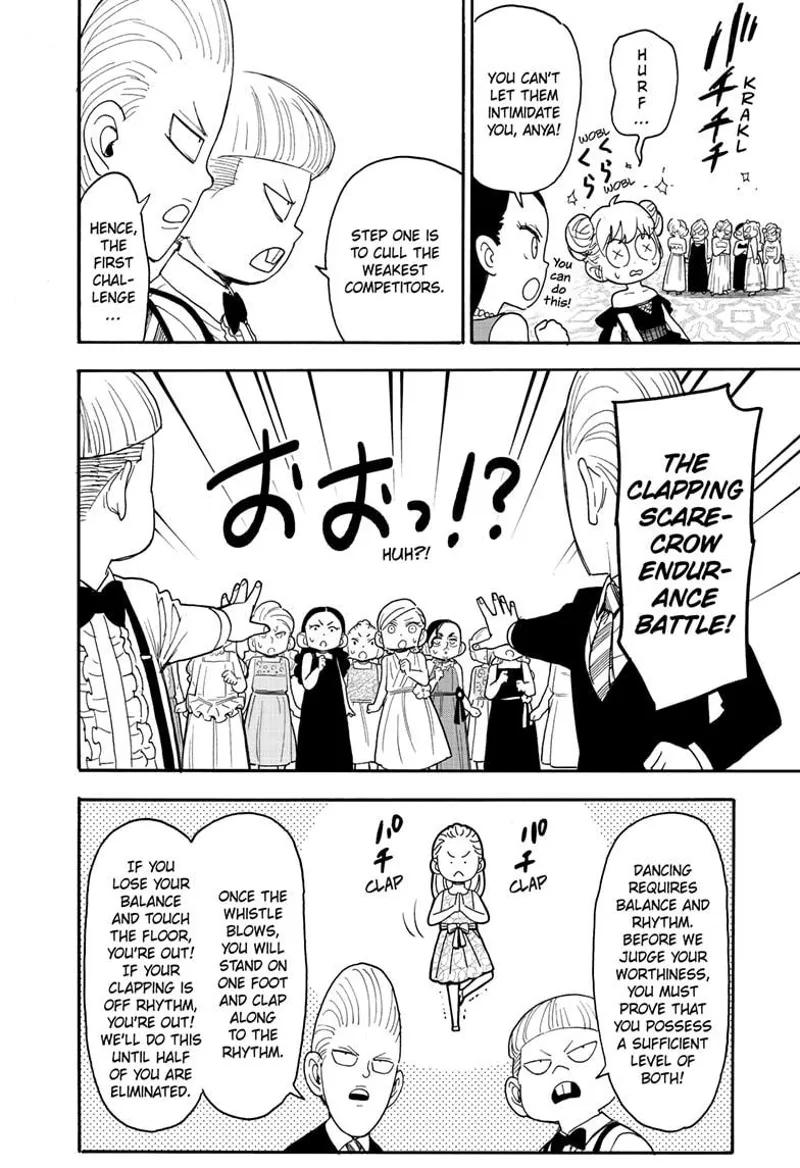 バチチチ
KRAKL
HURF
...
WOBL
くらくら
WOBL
YOU CAN'T
LET THEM
INTIMIDATE
YOU, ANYA!
You
can
do
this!
STEP ONE IS
TO CULL THE
WEAKEST
COMPETITORS.
HENCE,
THE
FIRST
CHAL-
LENGE
...
THE
CLAPPING
SCARE-
CROW
ENDUR-
ANCE
BATTLE!
おおっ!?
HUH?!
DANCING
REQUIRES
BALANCE AND
RHYTHM.
BEFORE WE
JUDGE YOUR
WORTHINESS,
YOU MUST
PROVE THAT
YOU POSSESS
A SUFFICIENT
LEVEL OF
BOTH!
パチ
CLAP
パチ
CLAP
ONCE THE
WHISTLE
BLOWS,
YOU WILL
STAND ON
ONE FOOT
AND CLAP
ALONG
TO THE
RHYTHM.
IF YOU
LOSE YOUR
BALANCE
AND TOUCH
THE FLOOR,
YOU'RE OUT!
IF YOUR
CLAPPING IS
OFF RHYTHM,
YOU'RE OUT!
WE'LL DO THIS
UNTIL HALF
OF YOU ARE
ELIMINATED.